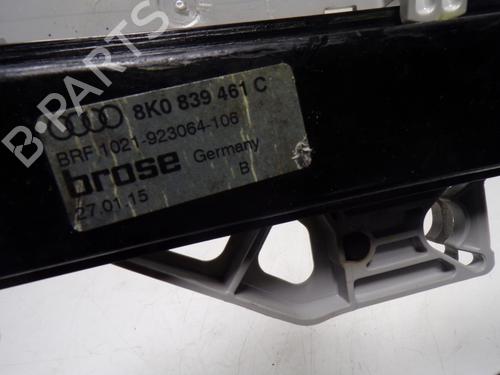 B-PARTS
8K0 839 461 C
BRF 1021-923064-106
brose Germany
27.01.15 B